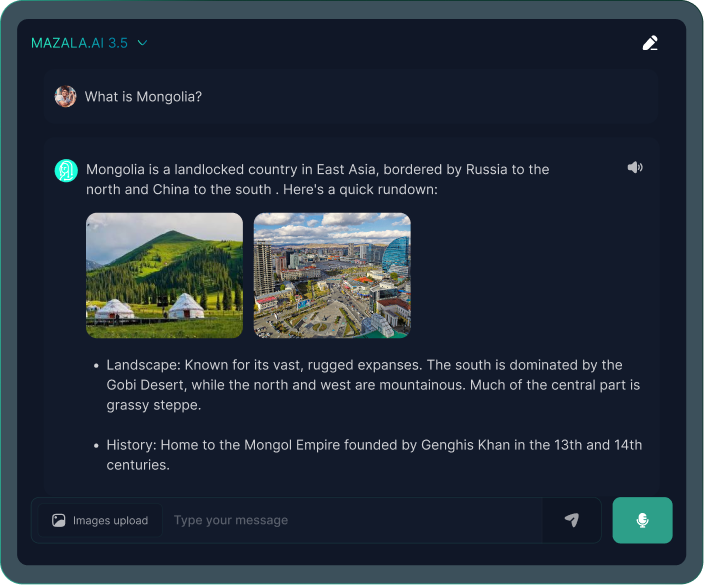 MAZALA.AI 3.5
What is Mongolia?
Mongolia is a landlocked country in East Asia, bordered by Russia to the
north and China to the south . Here's a quick rundown:
• Landscape: Known for its vast, rugged expanses. The south is dominated by the
Gobi Desert, while the north and west are mountainous. Much of the central part is
grassy steppe.
• History: Home to the Mongol Empire founded by Genghis Khan in the 13th and 14th
centuries.
Images upload
Type your message